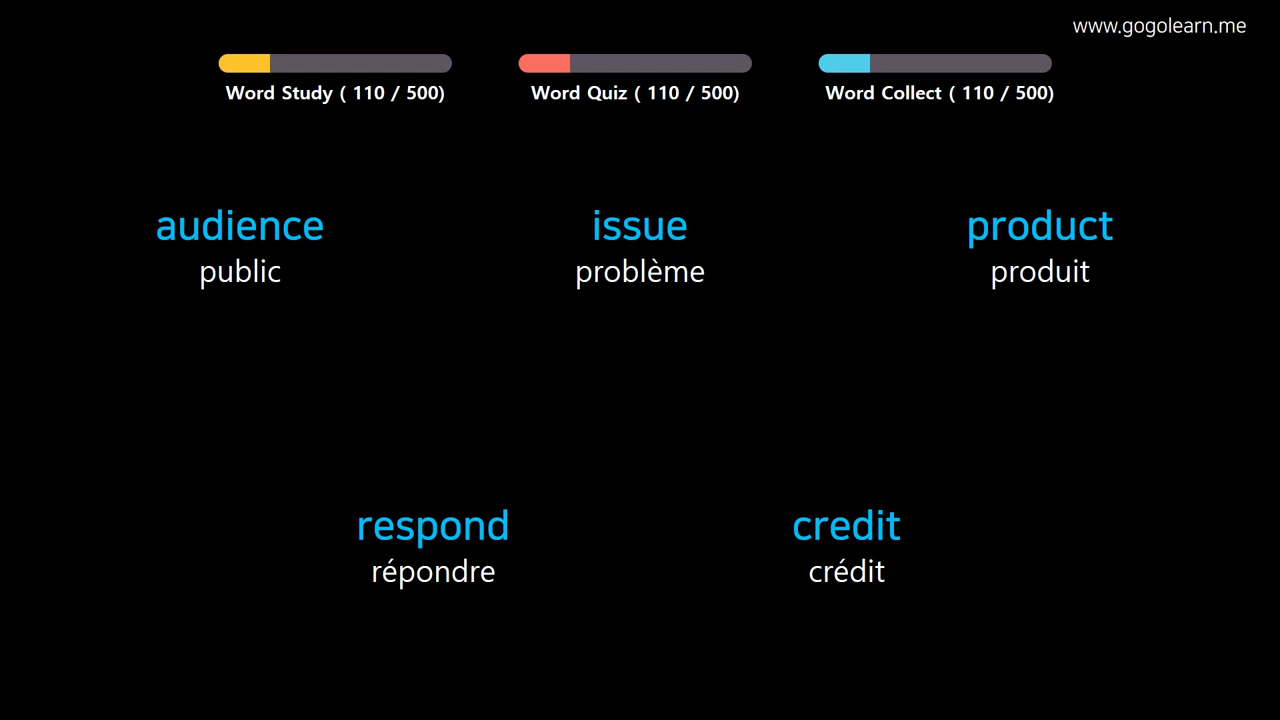 www.gogolearn.me
Word Study ( 110 / 500)
Word Quiz ( 110 / 500)
Word Collect ( 110 / 500)
audience
public
issue
problème
product
produit
respond
répondre
credit
crédit